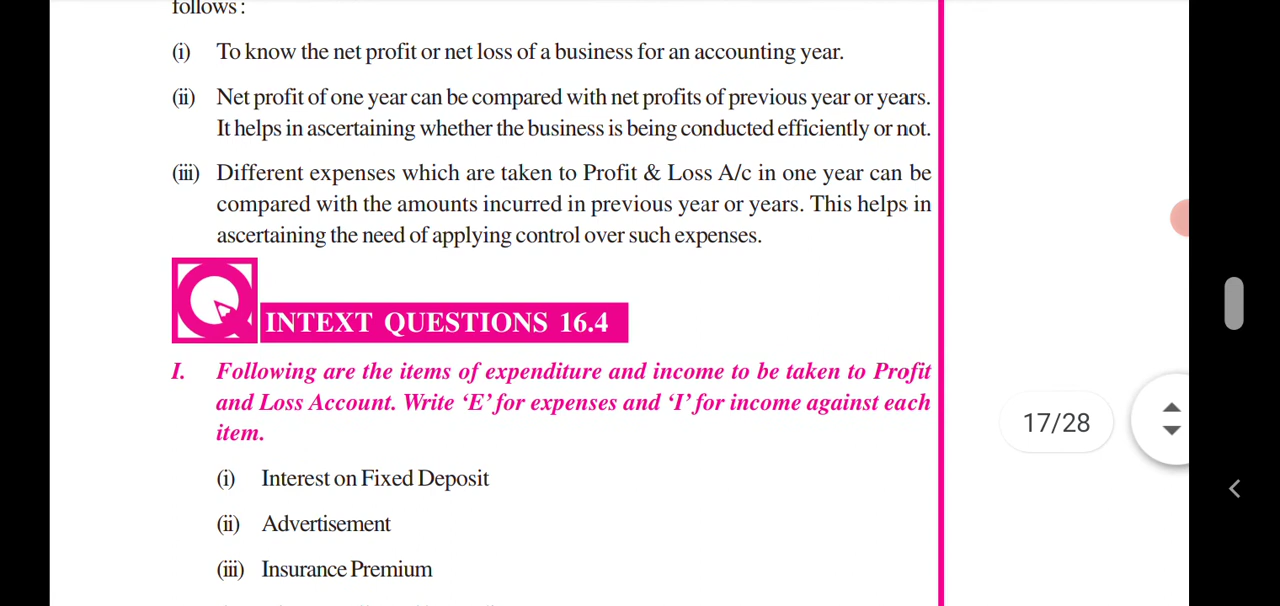 follows :
(i) To know the net profit or net loss of a business for an accounting year.
(ii) Net profit of one year can be compared with net profits of previous year or years.
It helps in ascertaining whether the business is being conducted efficiently or not.
(iii) Different expenses which are taken to Profit & Loss A/c in one year can be
compared with the amounts incurred in previous year or years. This helps in
ascertaining the need of applying control over such expenses.
INTEXT QUESTIONS 16.4
I. Following are the items of expenditure and income to be taken to Profit
and Loss Account. Write ‘E’ for expenses and ‘I’ for income against each
item.
17/28
(i) Interest on Fixed Deposit
(ii) Advertisement
(iii) Insurance Premium